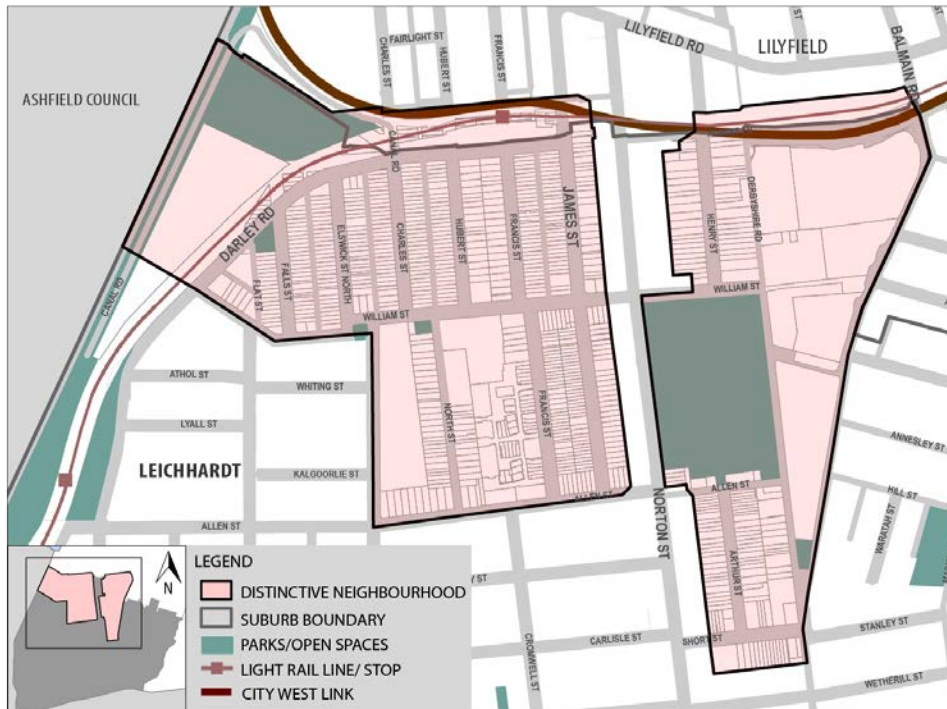 FAIRLIGHT ST
CHARLES ST
HUBERT ST
FRANCIS ST
LILYFIELD RD
LILYFIELD
BALMAIN RD
ASHFIELD COUNCIL
CANAL RD
DARLEY RD
JAMES ST
ELSWICK ST NORTH
CHARLES ST
HUBERT ST
FRANCIS ST
HENRY ST
DERBYSHIRE RD
FALLS ST
FLAT ST
CANAL RD
WILLIAM ST
WILLIAM ST
ATHOL ST
WHITING ST
LYALL ST
NORTH ST
FRANCIS ST
LEICHHARDT
KALGOORLIE ST
ANNESLEY ST
ALLEN ST
ALLEN ST
ALLEN ST
NORTON ST
HILL ST
WARATAH ST
ARTHUR ST
CROMWELL ST
CARLISLE ST
SHORT ST
STANLEY ST
WETHERILL ST
N
LEGEND
DISTINCTIVE NEIGHBOURHOOD
SUBURB BOUNDARY
PARKS/OPEN SPACES
LIGHT RAIL LINE/ STOP
CITY WEST LINK